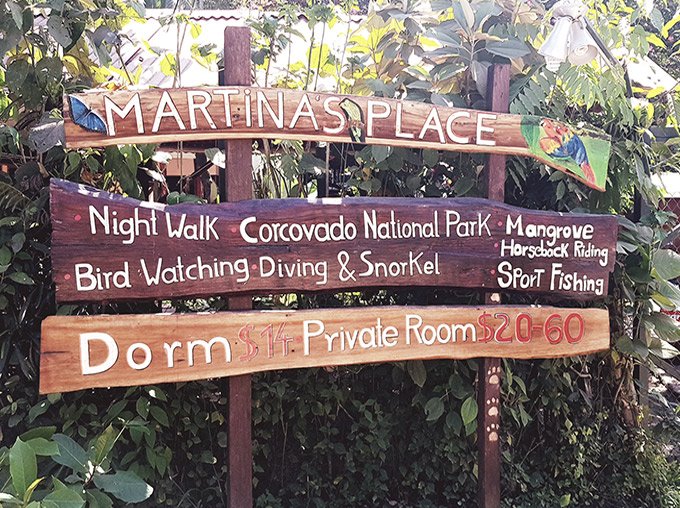 MARTiNA'S PLACE
Night Walk · Corcovado National Park · Mangrove
Horseback Riding
· Bird Watching · Diving & SnorKel · SPorT Fishing
Dorm $14 Private Room $20-60